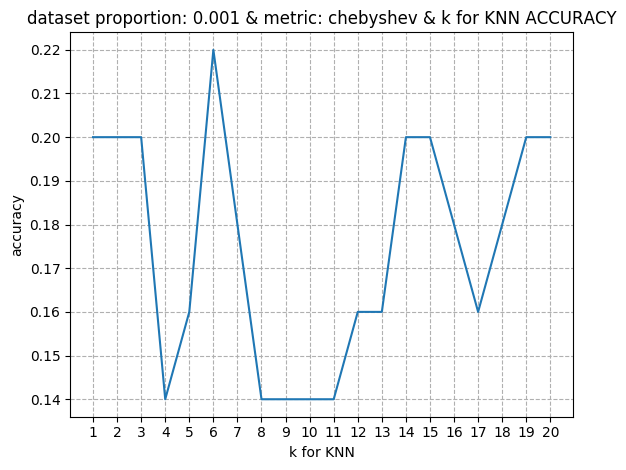 dataset proportion: 0.001 & metric: chebyshev & k for KNN ACCURACY
0.22
0.21
0.20
0.19
0.18
0.17
0.16
0.15
0.14
accuracy
1 2 3 4 5 6 7 8 9 10 11 12 13 14 15 16 17 18 19 20
k for KNN